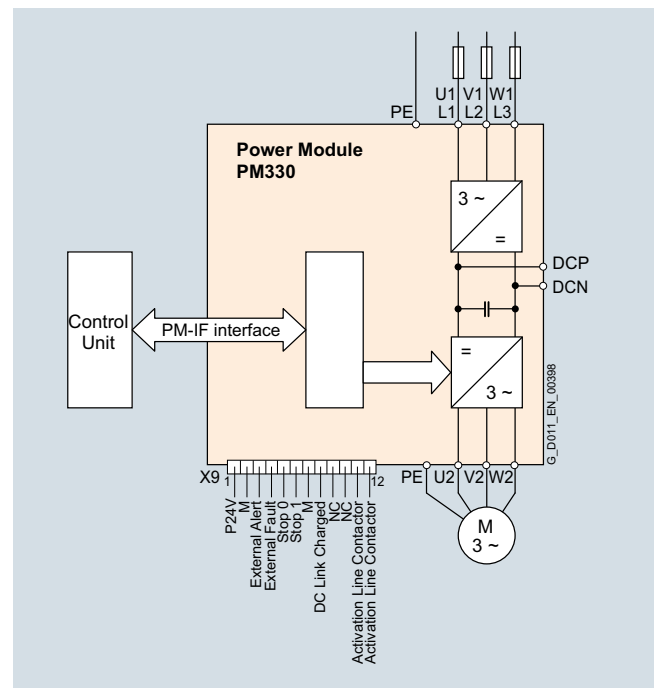 U1 V1 W1
PE L1 L2 L3
Power Module
PM330
3 ~
=
DCP
DCN
Control
Unit
PM-IF interface
=
3 ~
G_D011_EN_00398
X9 1 12
PE U2 V2 W2
P24V
M
External Alert
External Fault
Stop 0
Stop 1
M
DC Link Charged
NC
NC
Activation Line Contactor
Activation Line Contactor
M
3 ~